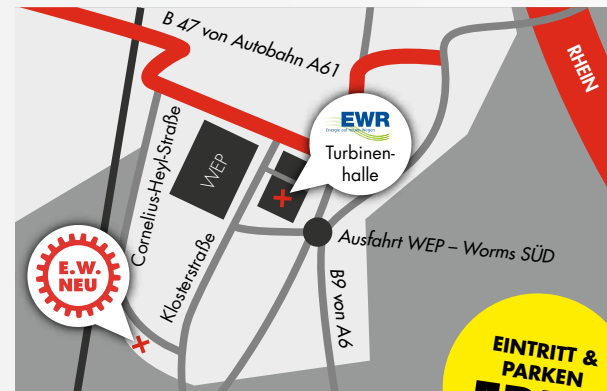 B 47 von Autobahn A61
RHEIN
EWR
Energie auf neuen Wegen
Turbinen-
halle
WEP
Cornelius-Heyl-Straße
Klosterstraße
Ausfahrt WEP – Worms SÜD
B9 von A6
E.W.
NEU
EINTRITT &
PARKEN